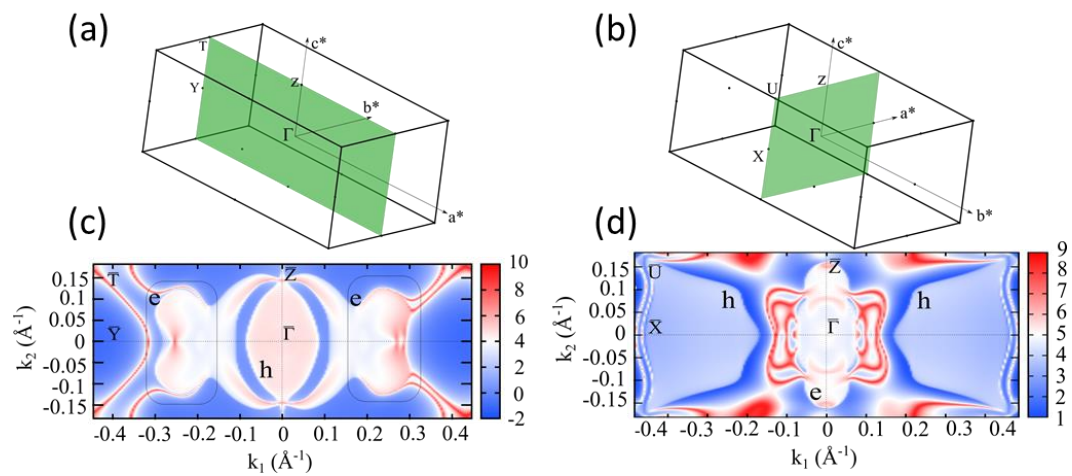 (a)
T
c*
Y
Z
b*
Γ
a*
(b)
c*
U
Z
a*
Γ
X
b*
(c)
0.15
0.1
0.05
0
-0.05
-0.1
-0.15
k₂ (Å⁻¹)
T̅
e
Z̅
e
Y̅
Γ̅
h
-0.4 -0.3 -0.2 -0.1 0 0.1 0.2 0.3 0.4
k₁ (Å⁻¹)
10
8
6
4
2
0
-2
(d)
0.15
0.1
0.05
0
-0.05
-0.1
-0.15
k₂ (Å⁻¹)
U̅
Z̅
h
h
X̅
Γ̅
e
-0.4 -0.3 -0.2 -0.1 0 0.1 0.2 0.3 0.4
k₁ (Å⁻¹)
9
8
7
6
5
4
3
2
1